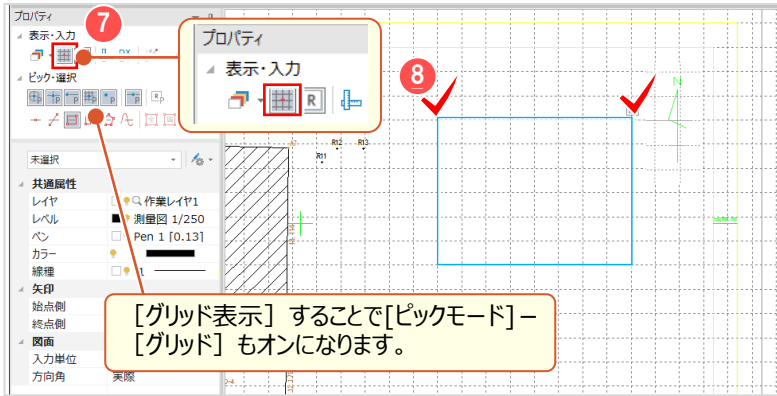 プロパティ
7
表示・入力
ピック・選択
プロパティ
表示・入力
R
8
N
未選択
共通属性
レイヤ 作業レイヤ1
レベル 測量図 1/250
ペン Pen 1 [0.13]
カラー
線種 1
矢印
始点側
終点側
図面
入力単位
方向角 実際
R12 R13
R11
[グリッド表示] することで[ピックモード]－
[グリッド] もオンになります。